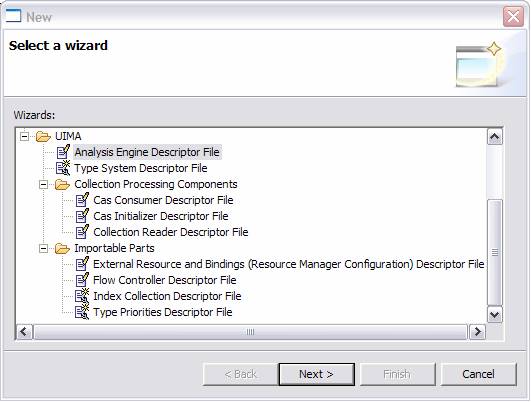 New
Select a wizard
Wizards:
UIMA
Analysis Engine Descriptor File
Type System Descriptor File
Collection Processing Components
Cas Consumer Descriptor File
Cas Initializer Descriptor File
Collection Reader Descriptor File
Importable Parts
External Resource and Bindings (Resource Manager Configuration) Descriptor File
Flow Controller Descriptor File
Index Collection Descriptor File
Type Priorities Descriptor File
< Back Next > Finish Cancel